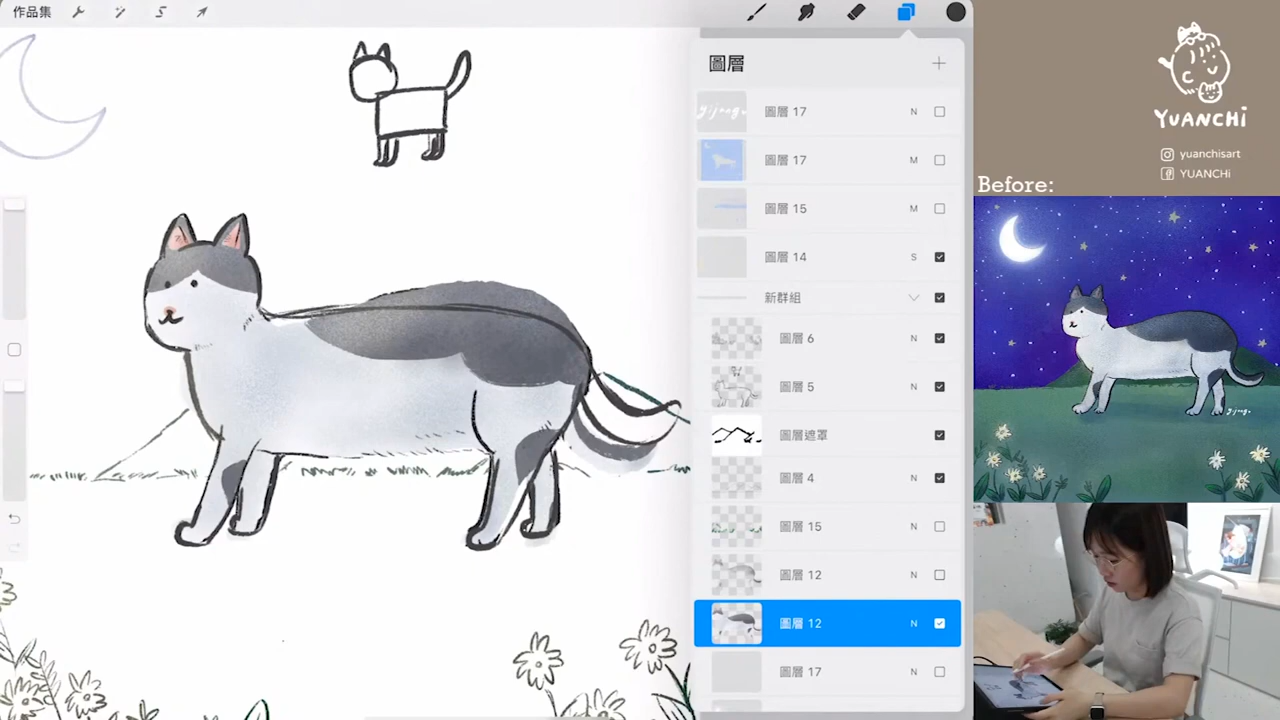 作品集
圖層
yijang
圖層 17
N
圖層 17
M
圖層 15
M
圖層 14
S
新群組
圖層 6
N
圖層 5
N
圖層遮罩
圖層 4
N
圖層 15
N
圖層 12
N
圖層 12
N
圖層 17
N
YUANCHi
yuanchisart
YUANCHi
Before: